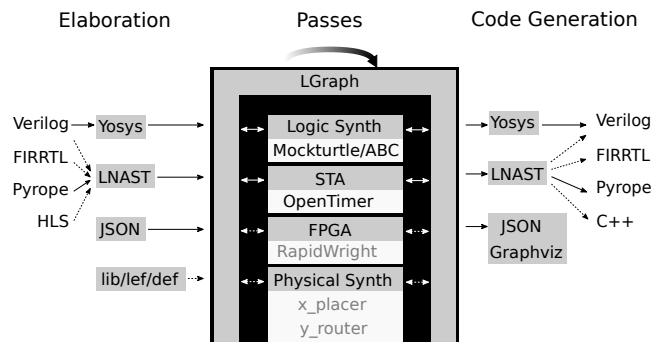 Elaboration
Passes
Code Generation
LGraph
Verilog
FIRRTL
Pyrope
HLS
Yosys
LNAST
JSON
lib/lef/def
Logic Synth
Mockturtle/ABC
STA
OpenTimer
FPGA
RapidWright
Physical Synth
x_placer
y_router
Yosys
LNAST
JSON
Graphviz
Verilog
FIRRTL
Pyrope
C++